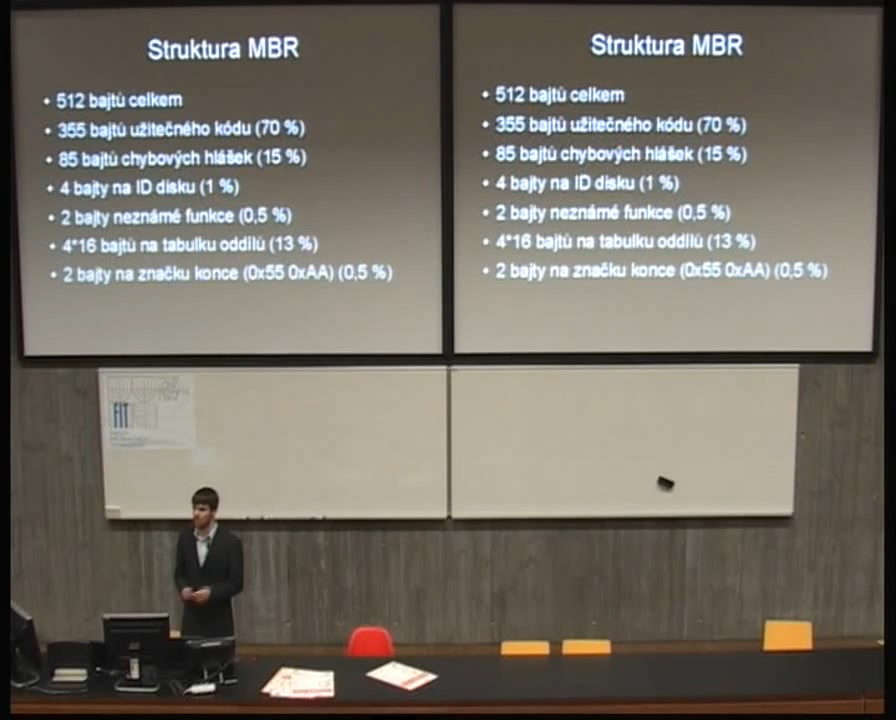 Struktura MBR
• 512 bajtů celkem
• 355 bajtů užitečného kódu (70 %)
• 85 bajtů chybových hlášek (15 %)
• 4 bajty na ID disku (1 %)
• 2 bajty neznámé funkce (0,5 %)
• 4*16 bajtů na tabulku oddílů (13 %)
• 2 bajty na značku konce (0x55 0xAA) (0,5 %)
Struktura MBR
• 512 bajtů celkem
• 355 bajtů užitečného kódu (70 %)
• 85 bajtů chybových hlášek (15 %)
• 4 bajty na ID disku (1 %)
• 2 bajty neznámé funkce (0,5 %)
• 4*16 bajtů na tabulku oddílů (13 %)
• 2 bajty na značku konce (0x55 0xAA) (0,5 %)
FIT